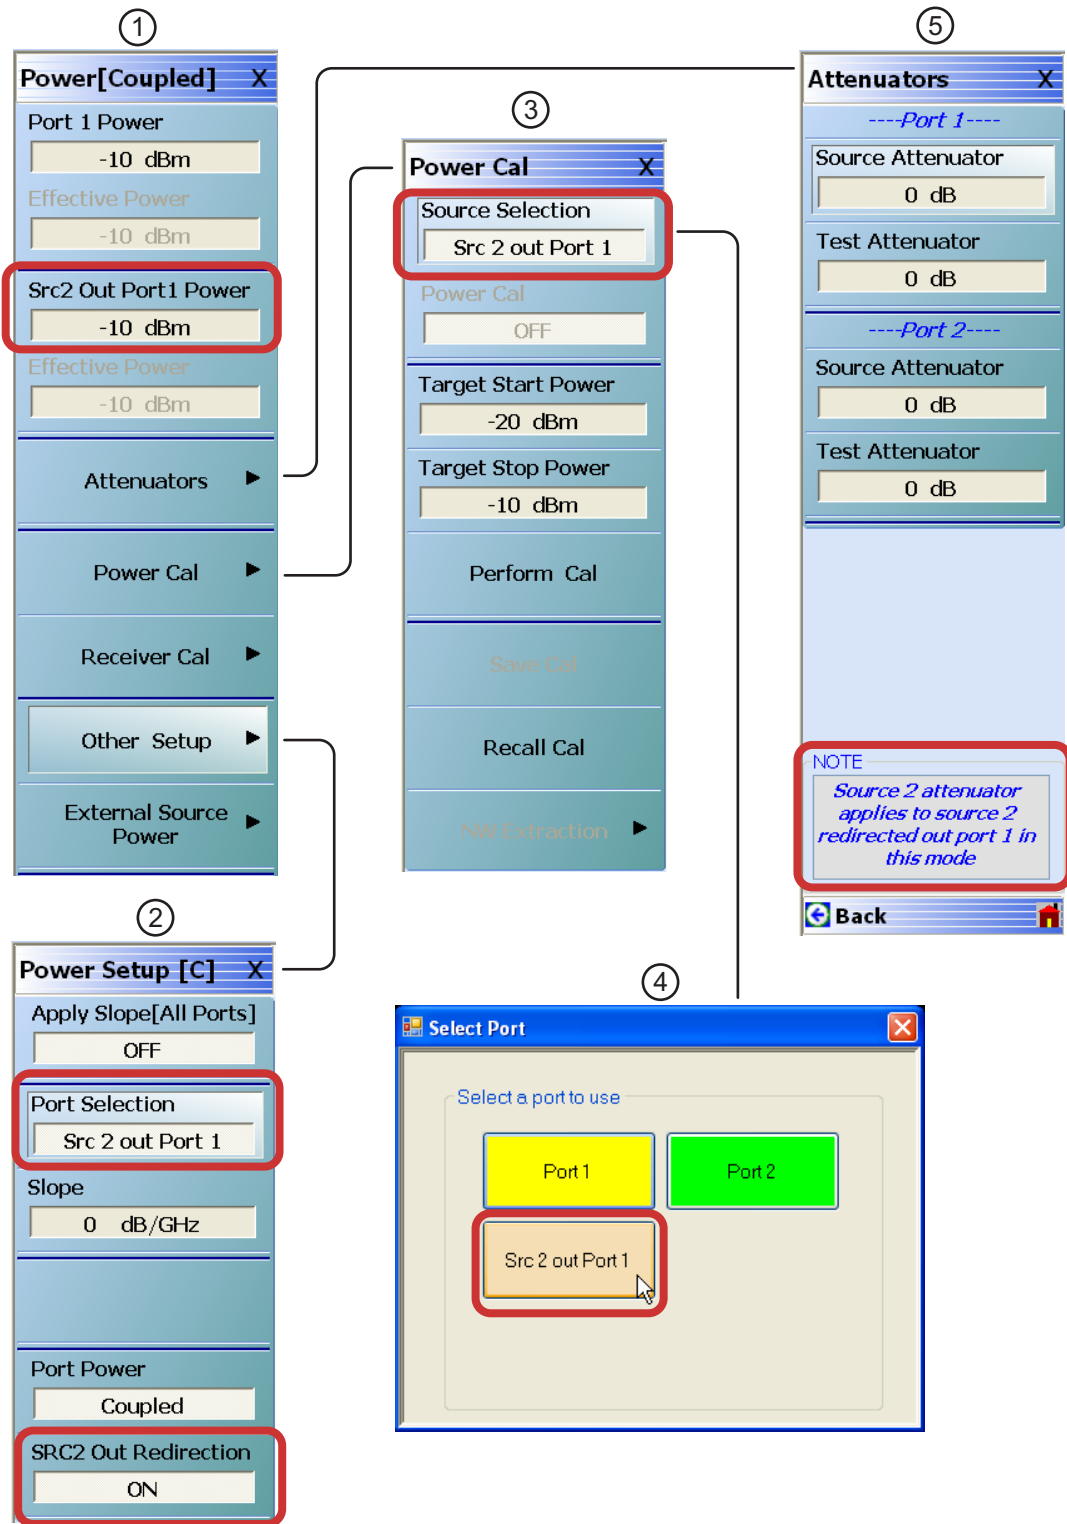 1
Power[Coupled] X
Port 1 Power
-10 dBm
Effective Power
-10 dBm
Src2 Out Port1 Power
-10 dBm
Effective Power
-10 dBm
Attenuators
Power Cal
Receiver Cal
Other Setup
External Source
Power
2
Power Setup [C] X
Apply Slope[All Ports]
OFF
Port Selection
Src 2 out Port 1
Slope
0 dB/GHz
Port Power
Coupled
SRC2 Out Redirection
ON
3
Power Cal X
Source Selection
Src 2 out Port 1
Power Cal
OFF
Target Start Power
-20 dBm
Target Stop Power
-10 dBm
Perform Cal
Save Cal
Recall Cal
NW Extraction
4
Select Port
Select a port to use
Port 1
Port 2
Src 2 out Port 1
5
Attenuators X
----Port 1----
Source Attenuator
0 dB
Test Attenuator
0 dB
----Port 2----
Source Attenuator
0 dB
Test Attenuator
0 dB
NOTE
Source 2 attenuator
applies to source 2
redirected out port 1 in
this mode
Back